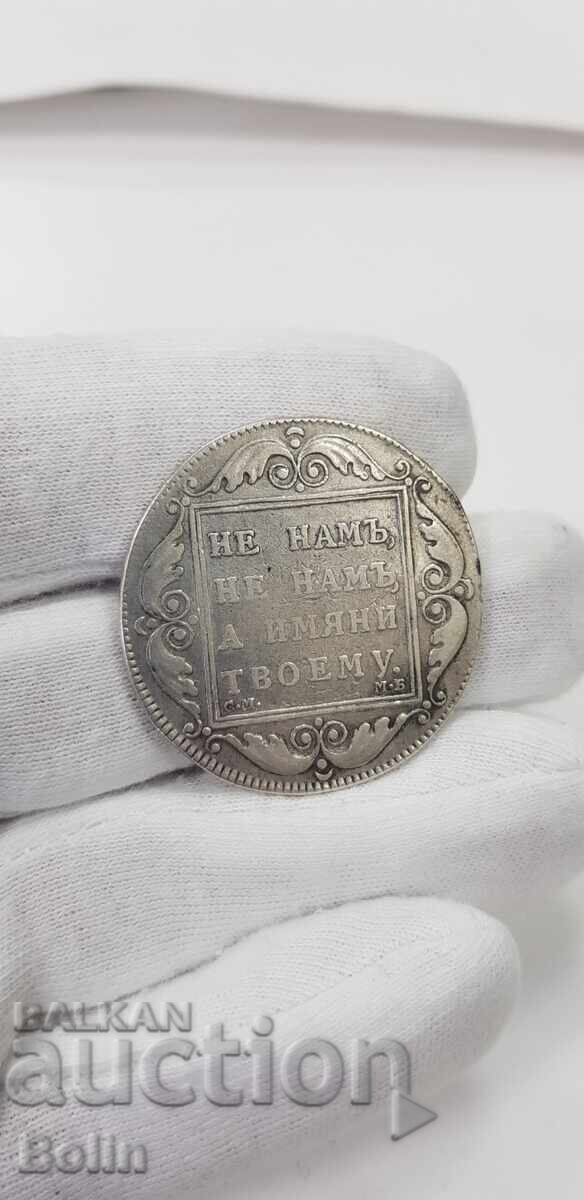 НЕ НАМЪ,
НЕ НАМЪ,
А ИМЯНИ
ТВОЕМУ.
С.М. М.Б
BALKAN
auction
Bolin